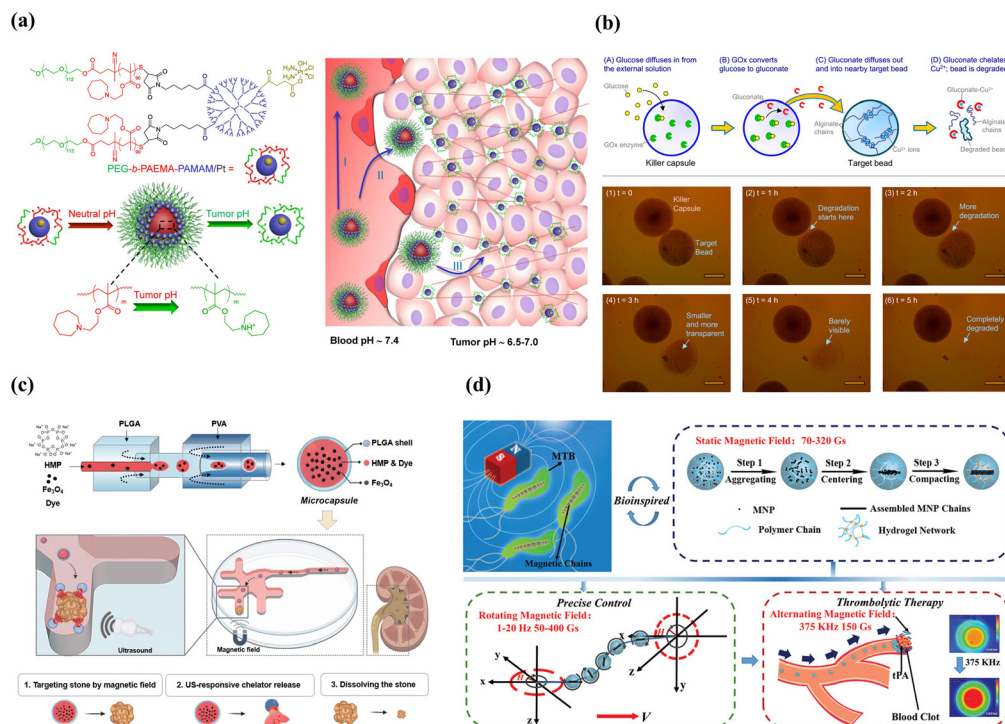 (a)
112
90
PEG-b-PAEMA-PAMAM/Pt =
Neutral pH
Tumor pH
Tumor pH
I
II
III
Blood pH ~ 7.4
Tumor pH ~ 6.5-7.0
(b)
(A) Glucose diffuses in from
the external solution
(B) GOx converts
glucose to gluconate
(C) Gluconate diffuses out
and into nearby target bead
(D) Gluconate chelates
Cu²⁺; bead is degraded
Glucose
GOx enzyme
Killer capsule
Gluconate
Alginate
chains
Cu²⁺ ions
Target bead
Gluconate-Cu²⁺
Alginate
chains
Degraded bead
(1) t = 0
Killer
Capsule
Target
Bead
(2) t = 1 h
Degradation
starts here
(3) t = 2 h
More
degradation
(4) t = 3 h
Smaller
and more
transparent
(5) t = 4 h
Barely
visible
(6) t = 5 h
Completely
degraded
(c)
PLGA
PVA
HMP
Fe₃O₄
Dye
PLGA shell
HMP & Dye
Fe₃O₄
Microcapsule
Ultrasound
Magnetic field
1. Targeting stone by magnetic field
2. US-responsive chelator release
3. Dissolving the stone
(d)
S
N
MTB
Magnetic Chains
Bioinspired
Static Magnetic Field: 70-320 Gs
Step 1
Aggregating
Step 2
Centering
Step 3
Compacting
MNP
Assembled MNP Chains
Polymer Chain
Hydrogel Network
Precise Control
Rotating Magnetic Field:
1-20 Hz 50-400 Gs
x
y
z
H
x
y
z
H
V
Thrombolytic Therapy
Alternating Magnetic Field:
375 KHz 150 Gs
tPA
Blood Clot
375 KHz